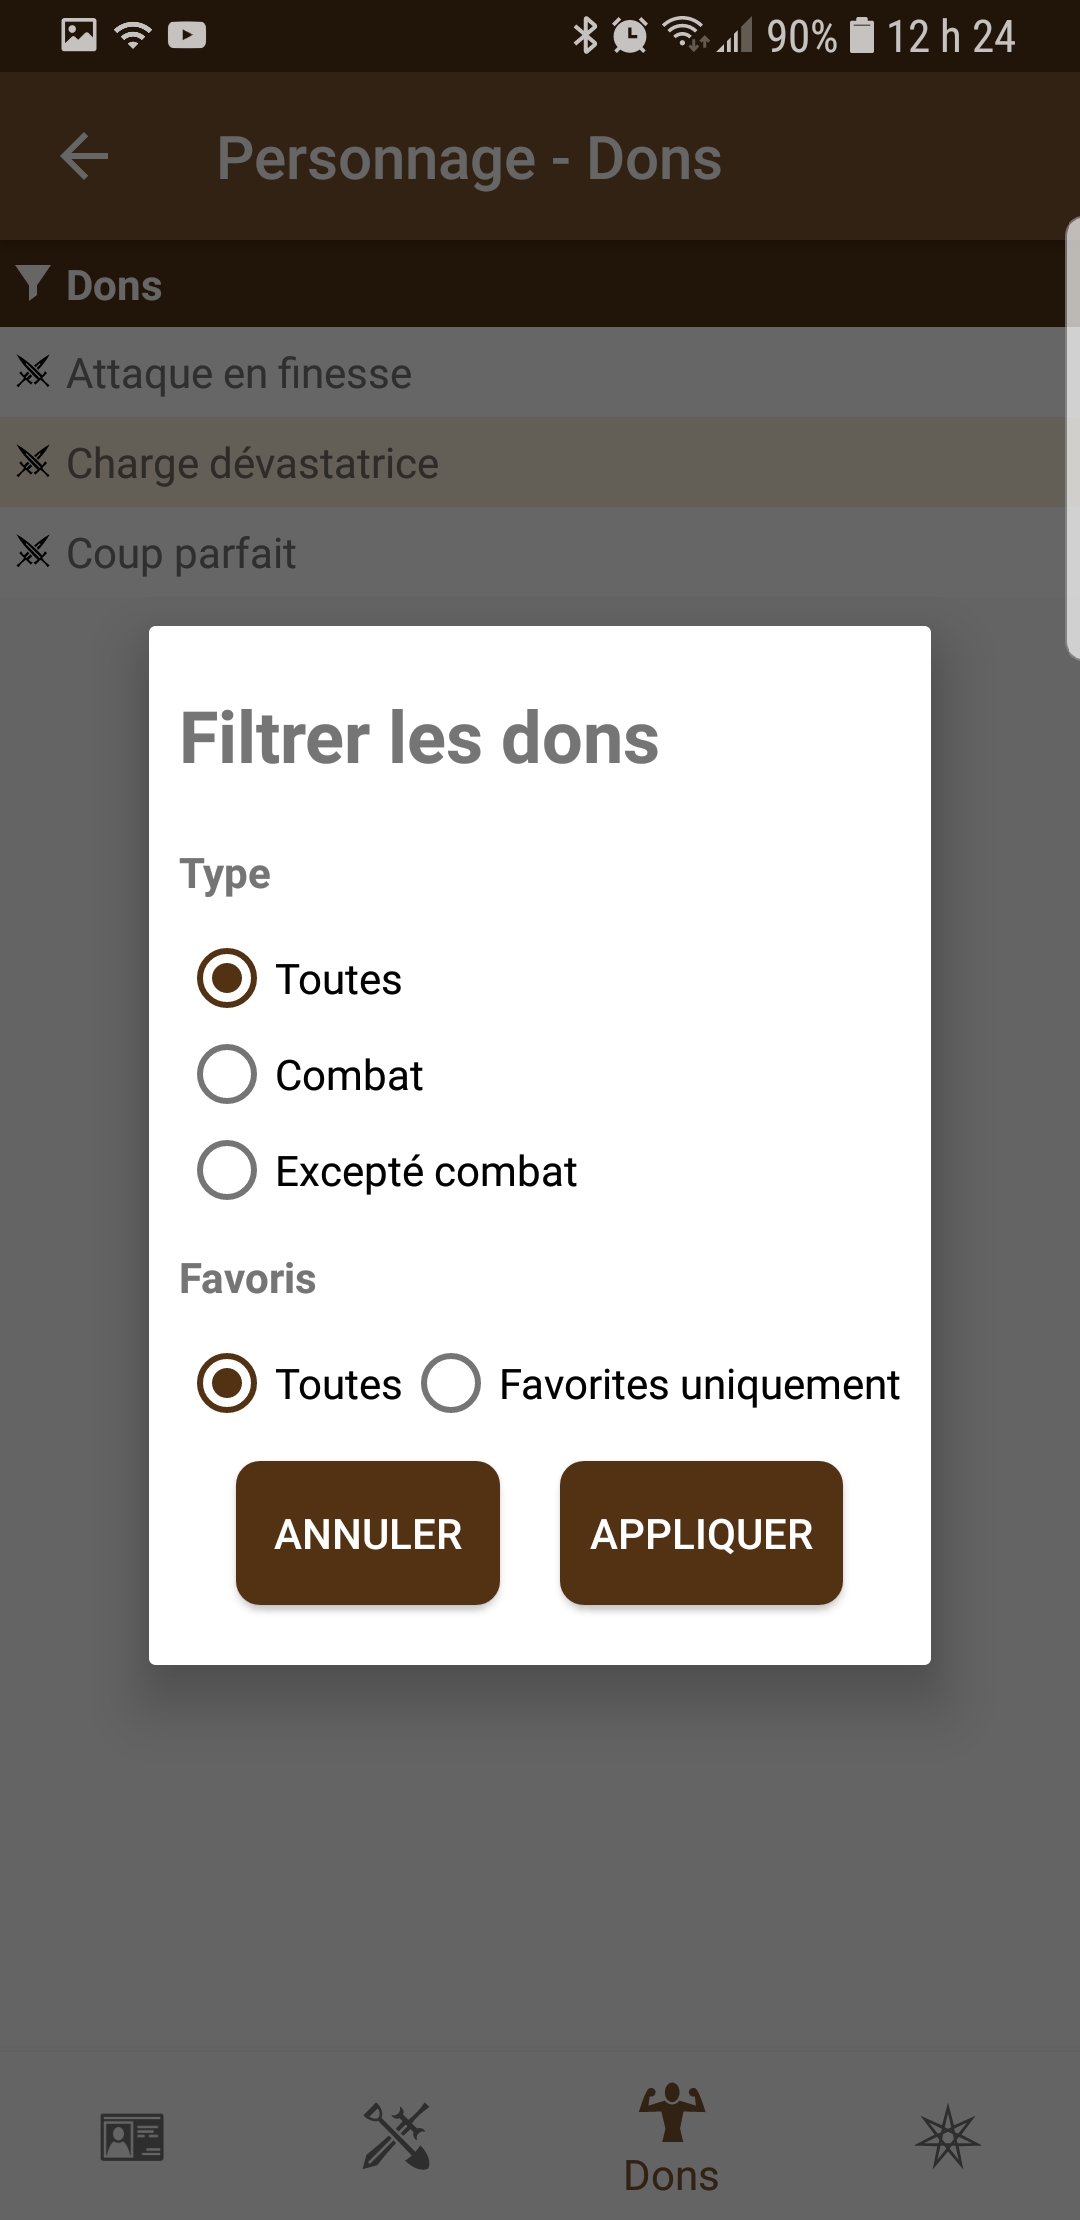 90% 12 h 24
Personnage - Dons
Dons
Attaque en finesse
Charge dévastatrice
Coup parfait
Filtrer les dons
Type
Toutes
Combat
Excepté combat
Favoris
Toutes Favorites uniquement
ANNULER APPLIQUER
Dons